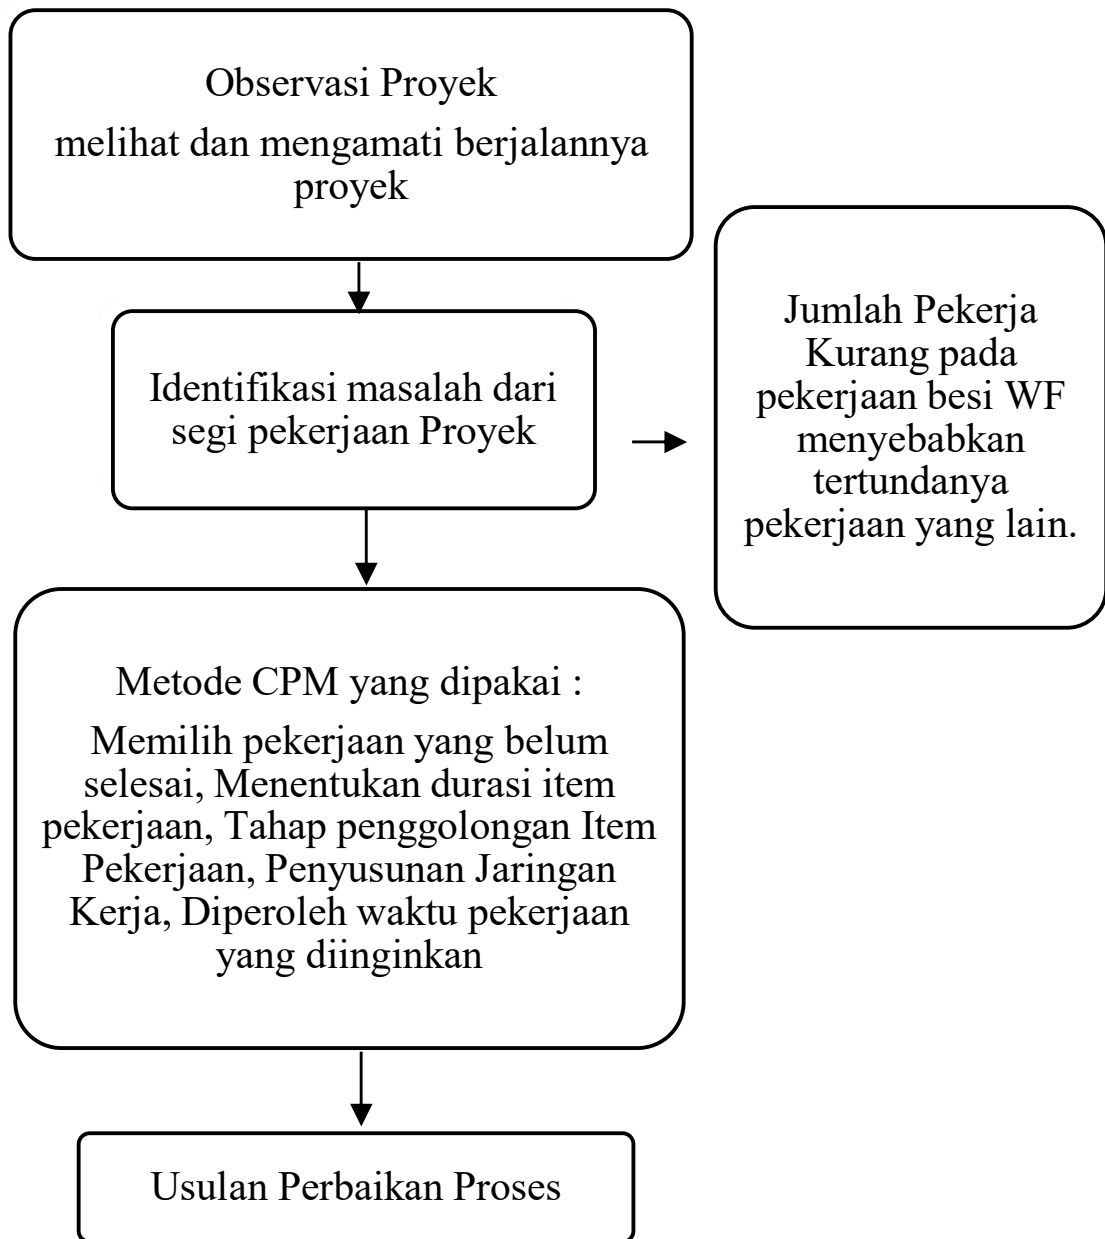 Observasi Proyek
melihat dan mengamati berjalannya
proyek
Identifikasi masalah dari
segi pekerjaan Proyek
Jumlah Pekerja
Kurang pada
pekerjaan besi WF
menyebabkan
tertundanya
pekerjaan yang lain.
Metode CPM yang dipakai :
Memilih pekerjaan yang belum
selesai, Menentukan durasi item
pekerjaan, Tahap penggolongan Item
Pekerjaan, Penyusunan Jaringan
Kerja, Diperoleh waktu pekerjaan
yang diinginkan
Usulan Perbaikan Proses